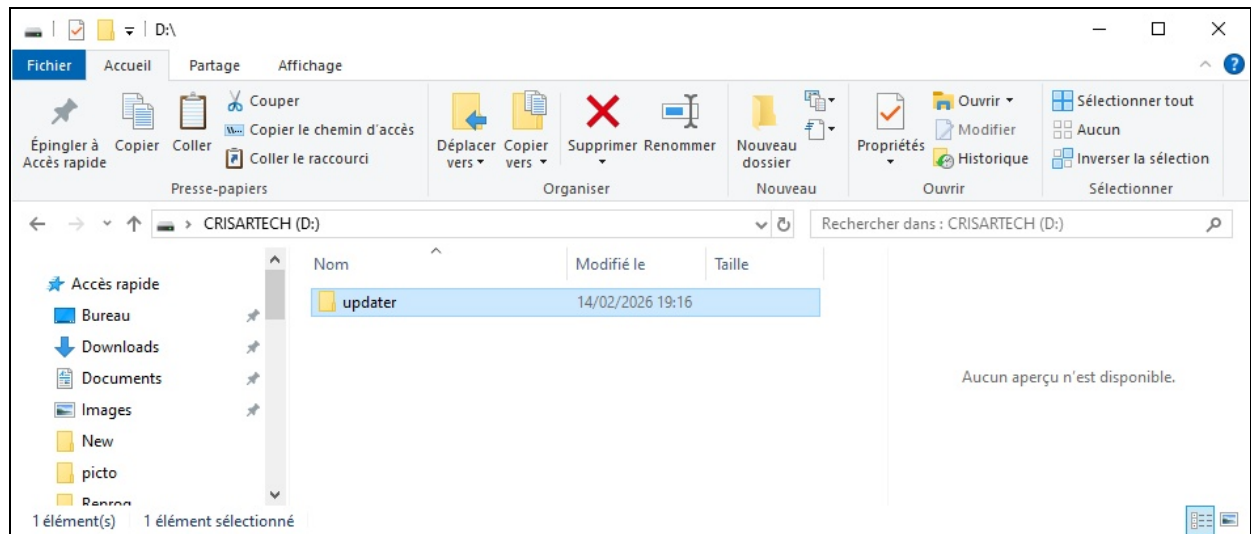 D:\
Fichier Accueil Partage Affichage
Épingler à Accès rapide
Copier
Coller
Couper
Copier le chemin d'accès
Coller le raccourci
Presse-papiers
Déplacer vers
Copier vers
Supprimer
Renommer
Organiser
Nouveau dossier
Nouveau
Propriétés
Ouvrir
Modifier
Historique
Ouvrir
Sélectionner tout
Aucun
Inverser la sélection
Sélectionner
CRISARTECH (D:)
Rechercher dans : CRISARTECH (D:)
Nom Modifié le Taille
updater 14/02/2026 19:16
Accès rapide
Bureau
Downloads
Documents
Images
New
picto
Aucun aperçu n'est disponible.
1 élément(s) 1 élément sélectionné